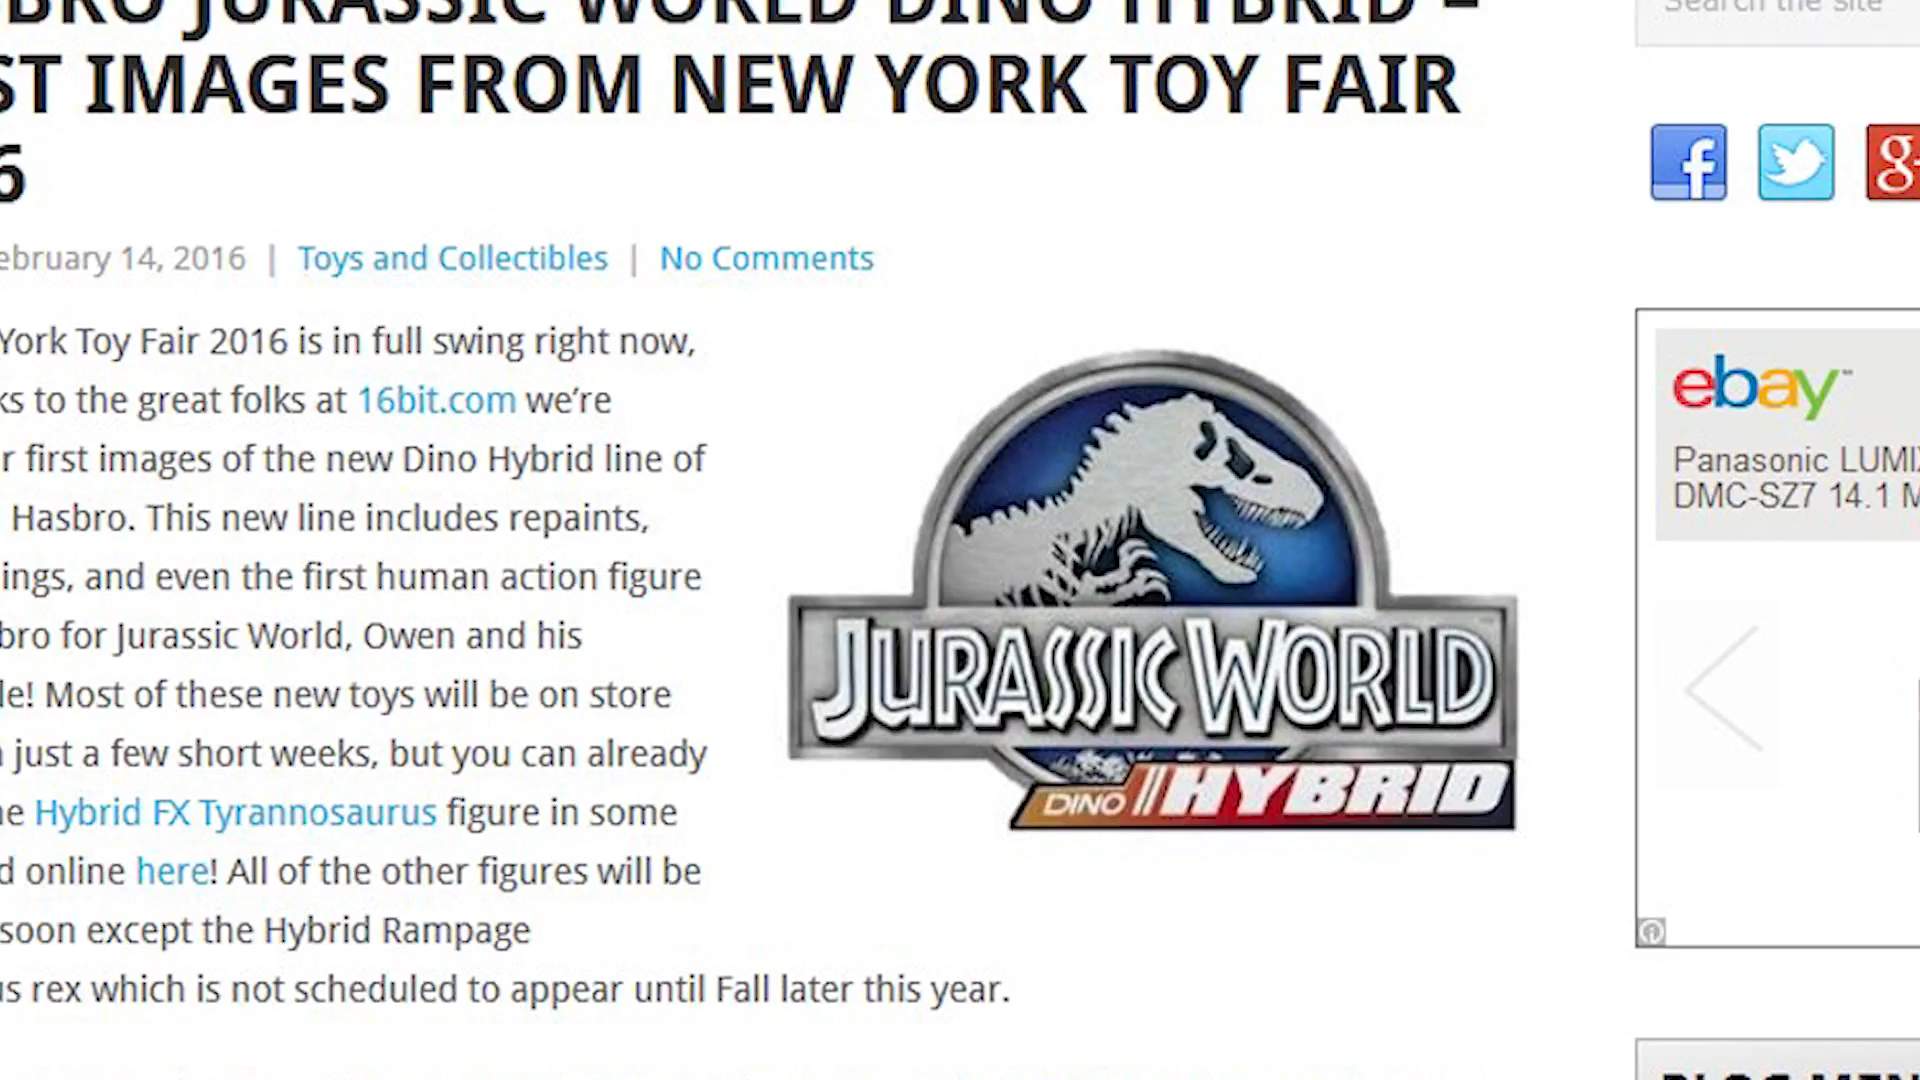 JURASSIC WORLD DINO HYBRID –
ST IMAGES FROM NEW YORK TOY FAIR
6
ebruary 14, 2016 | Toys and Collectibles | No Comments
York Toy Fair 2016 is in full swing right now,
ks to the great folks at 16bit.com we're
r first images of the new Dino Hybrid line of
Hasbro. This new line includes repaints,
ings, and even the first human action figure
bro for Jurassic World, Owen and his
le! Most of these new toys will be on store
just a few short weeks, but you can already
ne Hybrid FX Tyrannosaurus figure in some
d online here! All of the other figures will be
soon except the Hybrid Rampage
us rex which is not scheduled to appear until Fall later this year.
JURASSIC WORLD
DINO HYBRID
Search the site
f
g+
ebay™
Panasonic LUMIX
DMC-SZ7 14.1 M